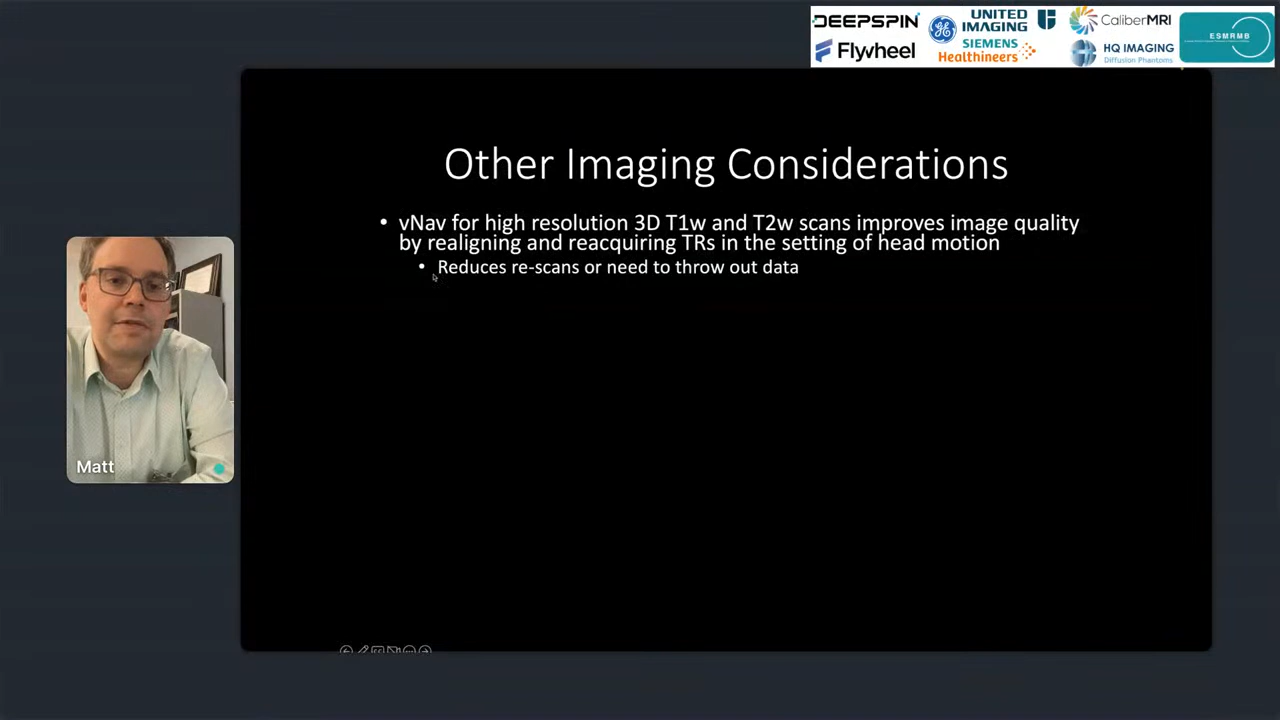 DEEPSPIN
UNITED
IMAGING
CaliberMRI
Flywheel
SIEMENS
Healthineers
HQ IMAGING
Diffusion Phantoms
ESMRMB
Other Imaging Considerations
• vNav for high resolution 3D T1w and T2w scans improves image quality
by realigning and reacquiring TRs in the setting of head motion
• Reduces re-scans or need to throw out data
Matt